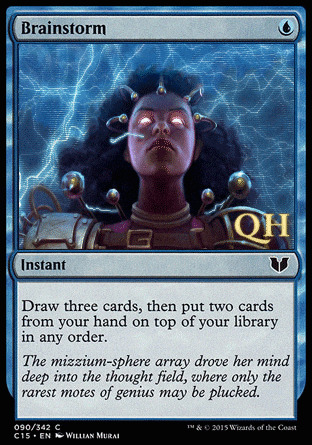 Brainstorm
QH
Instant
Draw three cards, then put two cards
from your hand on top of your library
in any order.
The mizzium-sphere array drove her mind
deep into the thought field, where only the
rarest motes of genius may be plucked.
090/342 C
C15 • EN Willian Murai
™ & © 2015 Wizards of the Coast